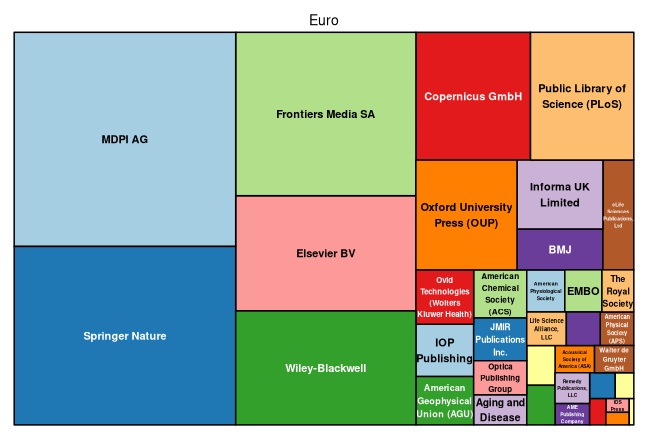 Euro
MDPI AG
Springer Nature
Frontiers Media SA
Elsevier BV
Wiley-Blackwell
Copernicus GmbH
Public Library of
Science (PLoS)
Oxford University
Press (OUP)
Informa UK
Limited
BMJ
eLife
Sciences
Publications,
Ltd
Ovid
Technologies
(Wolters
Kluwer Health)
IOP
Publishing
American
Geophysical
Union (AGU)
American
Chemical
Society
(ACS)
JMIR
Publications
Inc.
Optica
Publishing
Group
Aging and
Disease
American
Physiological
Society
EMBO
The
Royal
Society
Life Science
Alliance,
LLC
American
Physical
Society
(APS)
Acoustical
Society of
America (ASA)
Walter de
Gruyter
GmbH
Remedy
Publications,
LLC
AME
Publishing
Company
IOS
Press